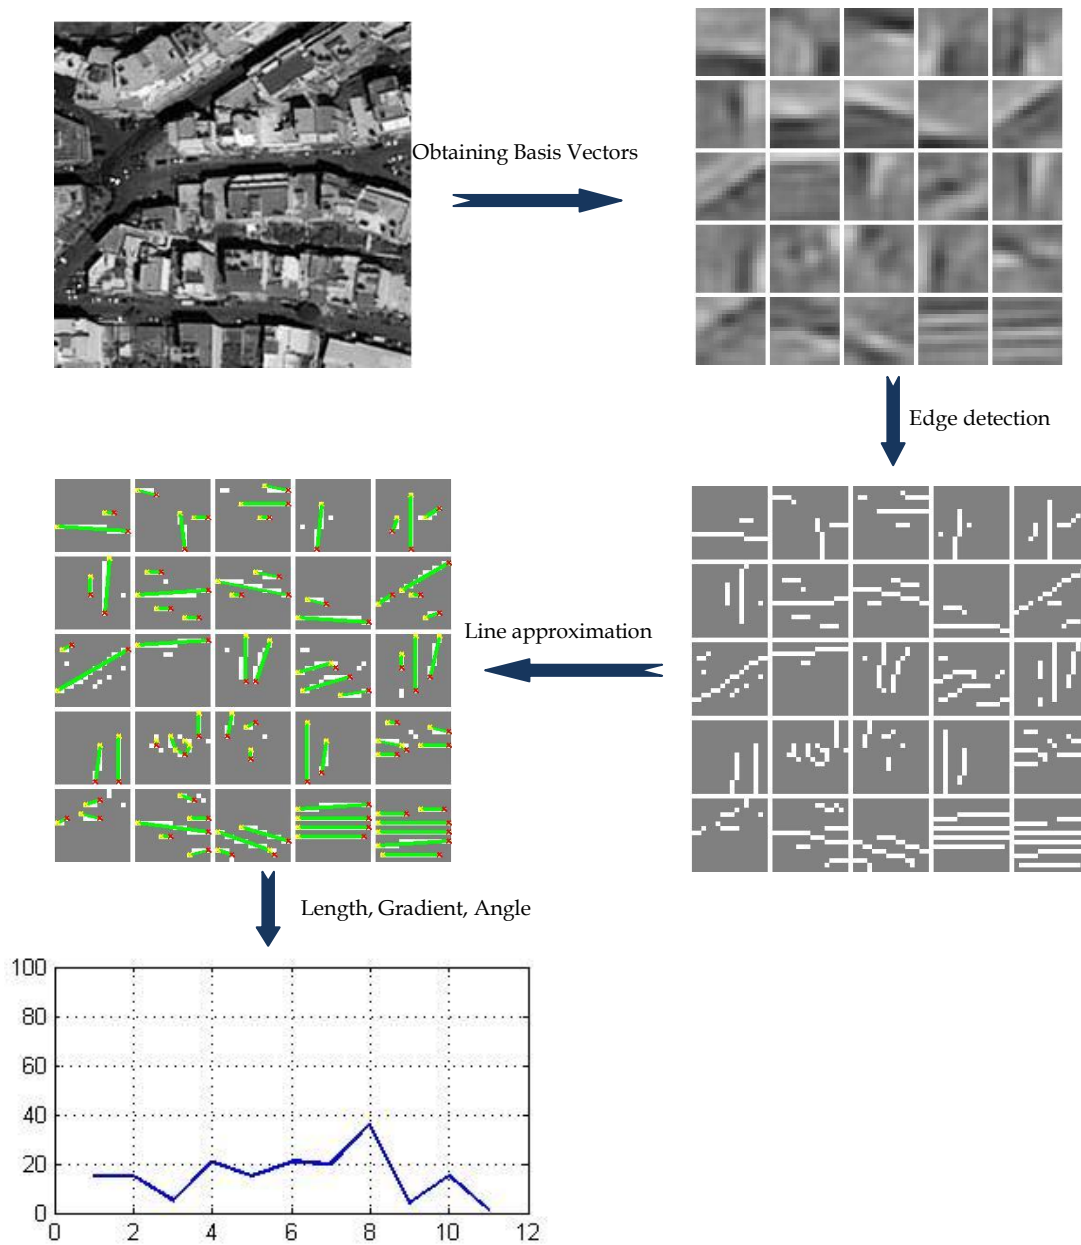 Obtaining Basis Vectors
Edge detection
Line approximation
Length, Gradient, Angle
100
80
60
40
20
0
0 2 4 6 8 10 12